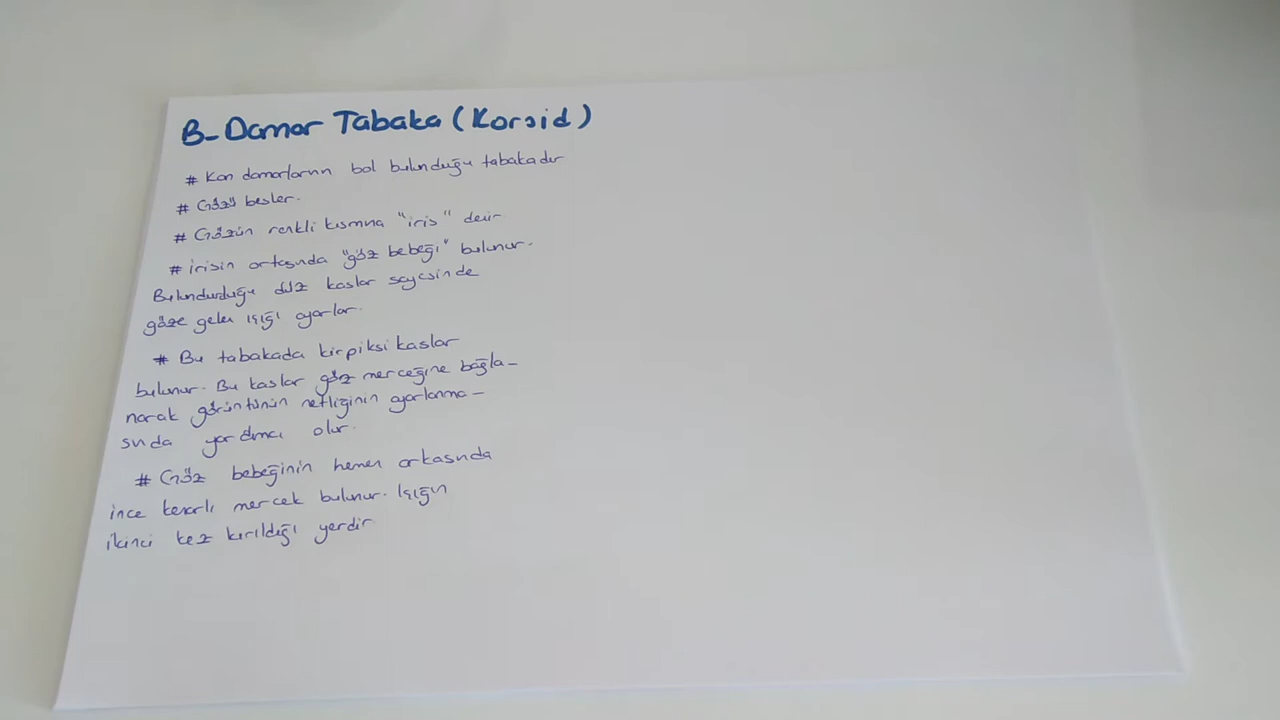 B- Damar Tabaka (Koroid)
# Kan damarlarının bol bulunduğu tabakadır
# Gözü besler.
# Gözün renkli kısmına "iris" denir
# irisin ortasında "göz bebeği" bulunur.
Bulundurduğu düz kaslar sayesinde
göze gelen ışığı ayarlar.
# Bu tabakada kirpiksi kaslar
bulunur. Bu kaslar göz merceğine bağla-
narak görüntünün netliğinin ayarlanma-
sında yardımcı olur.
# Göz bebeğinin hemen arkasında
ince kenarlı mercek bulunur. Işığın
ikinci kez kırıldığı yerdir